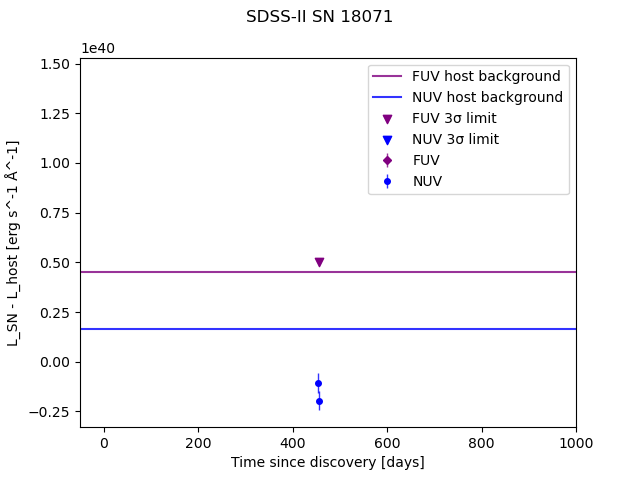 SDSS-II SN 18071
1e40
L_SN - L_host [erg s^-1 Å^-1]
1.50
1.25
1.00
0.75
0.50
0.25
0.00
−0.25
FUV host background
NUV host background
FUV 3σ limit
NUV 3σ limit
FUV
NUV
0 200 400 600 800 1000
Time since discovery [days]